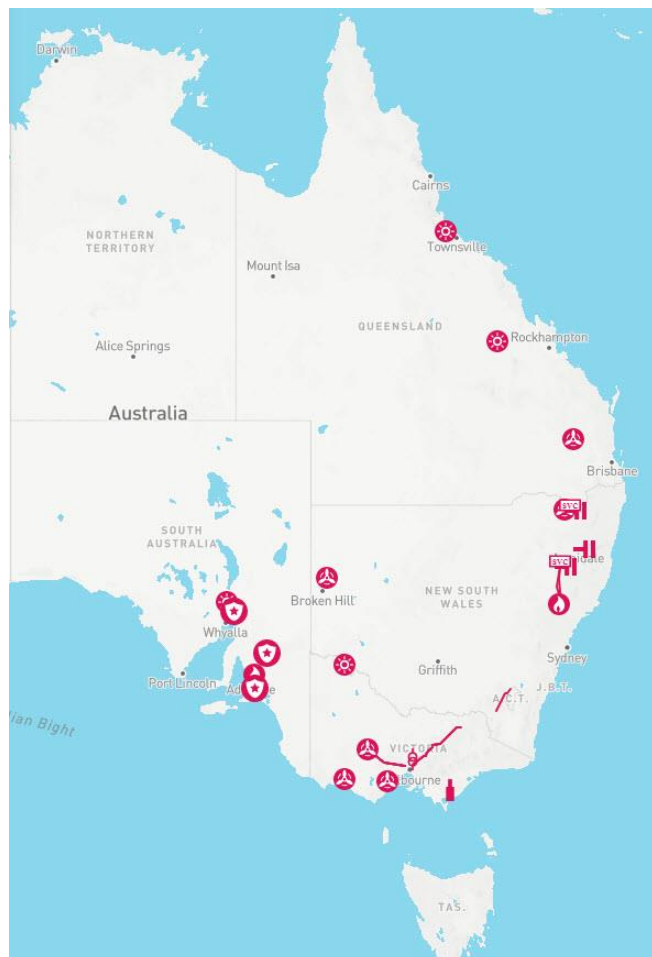 Darwin
Cairns
NORTHERN
TERRITORY
Townsville
Mount Isa
QUEENSLAND
Rockhampton
Alice Springs
Australia
Brisbane
SVC
SOUTH
AUSTRALIA
SVC
Broken Hill
NEW SOUTH
WALES
Whyalla
Sydney
Griffith
Port Lincoln
J.B.T.
A.C.T.
Bight
VICTORIA
TAS.